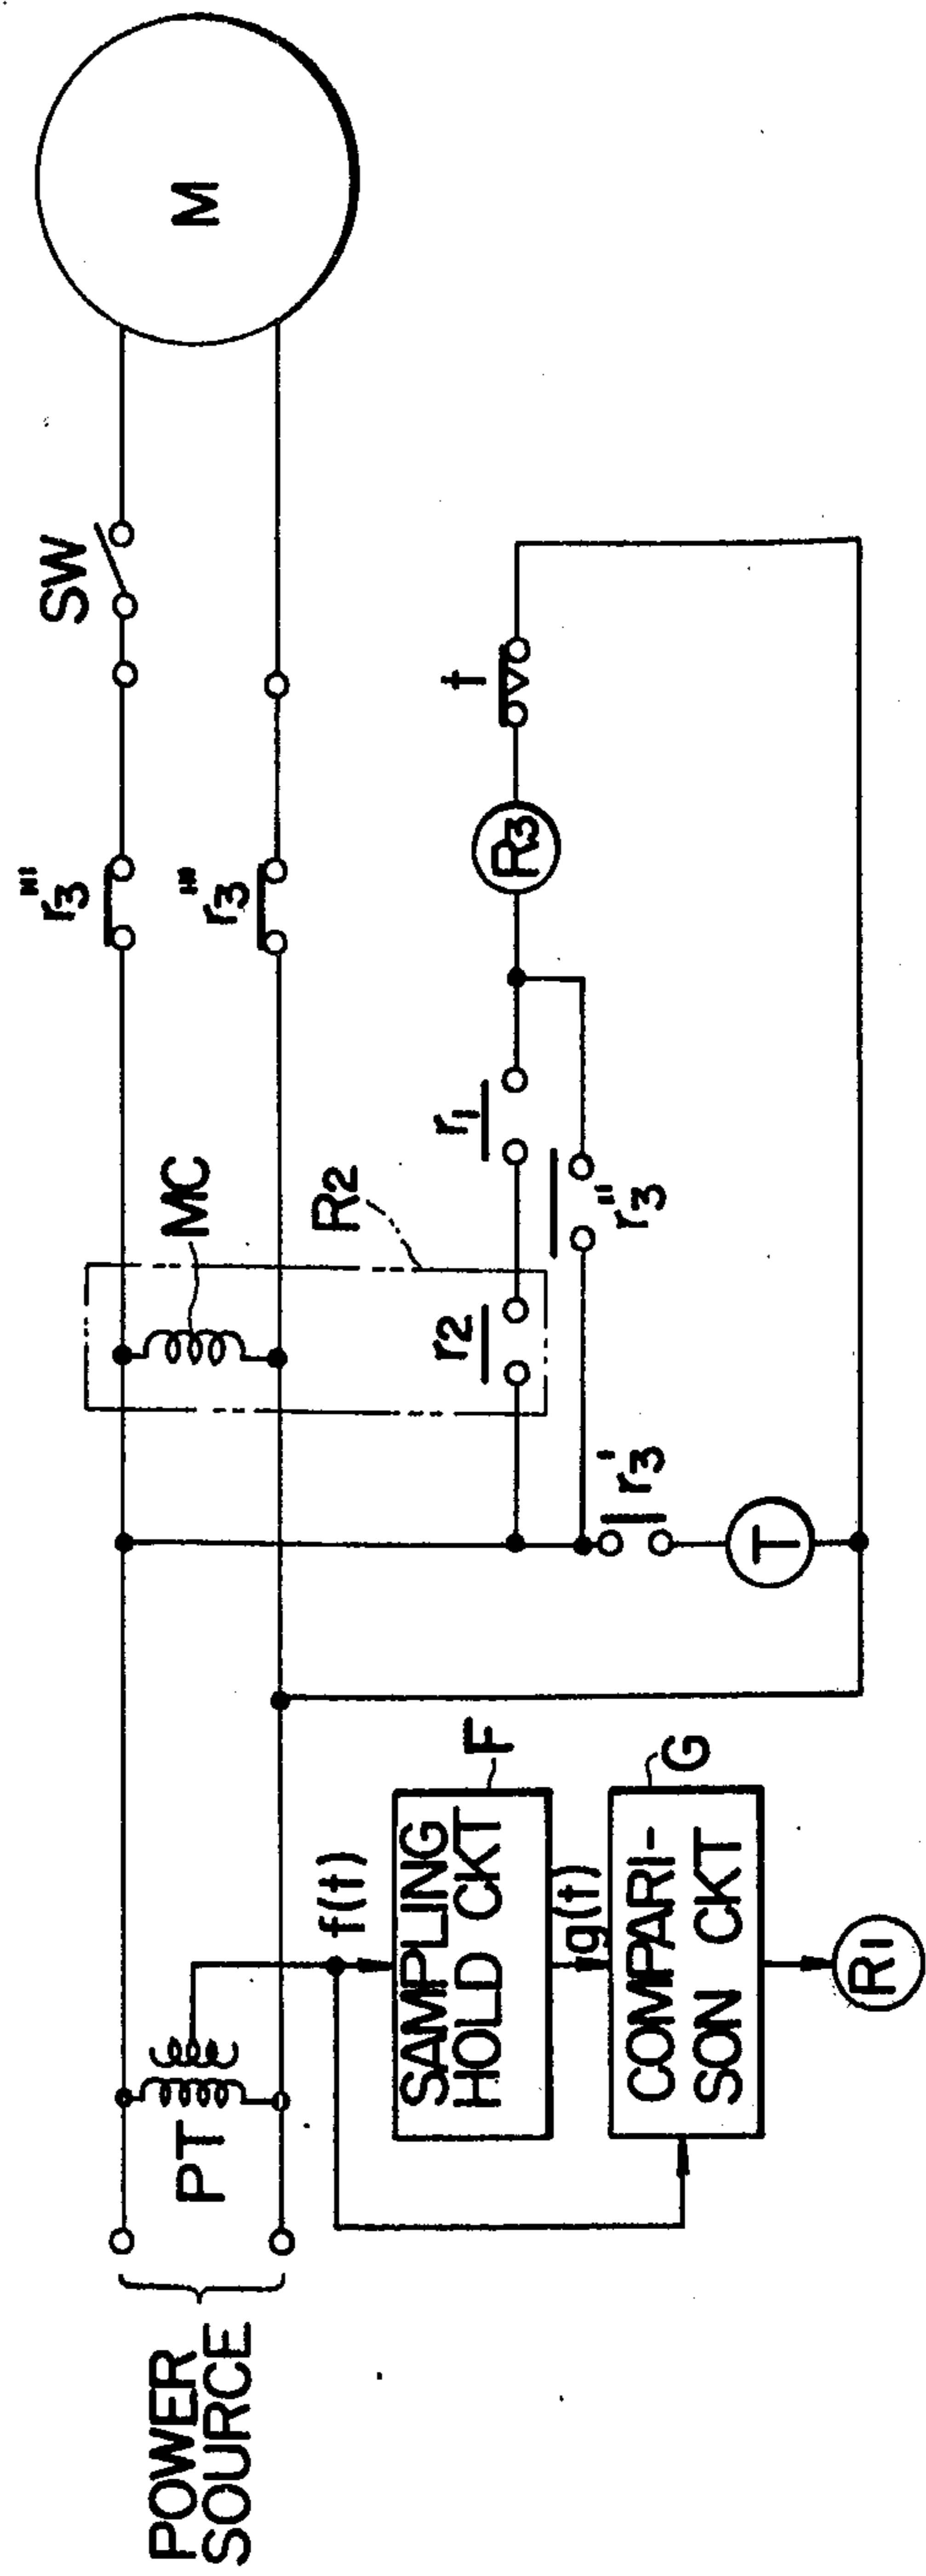 POWER
SOURCE
PT
MC
r3'''
r3'''
SW
M
R2
f(t)
SAMPLING
HOLD CKT
F
r2
r1
R3
t
r3''
r3'
g(t)
COMPARI-
SON CKT
G
T
R1